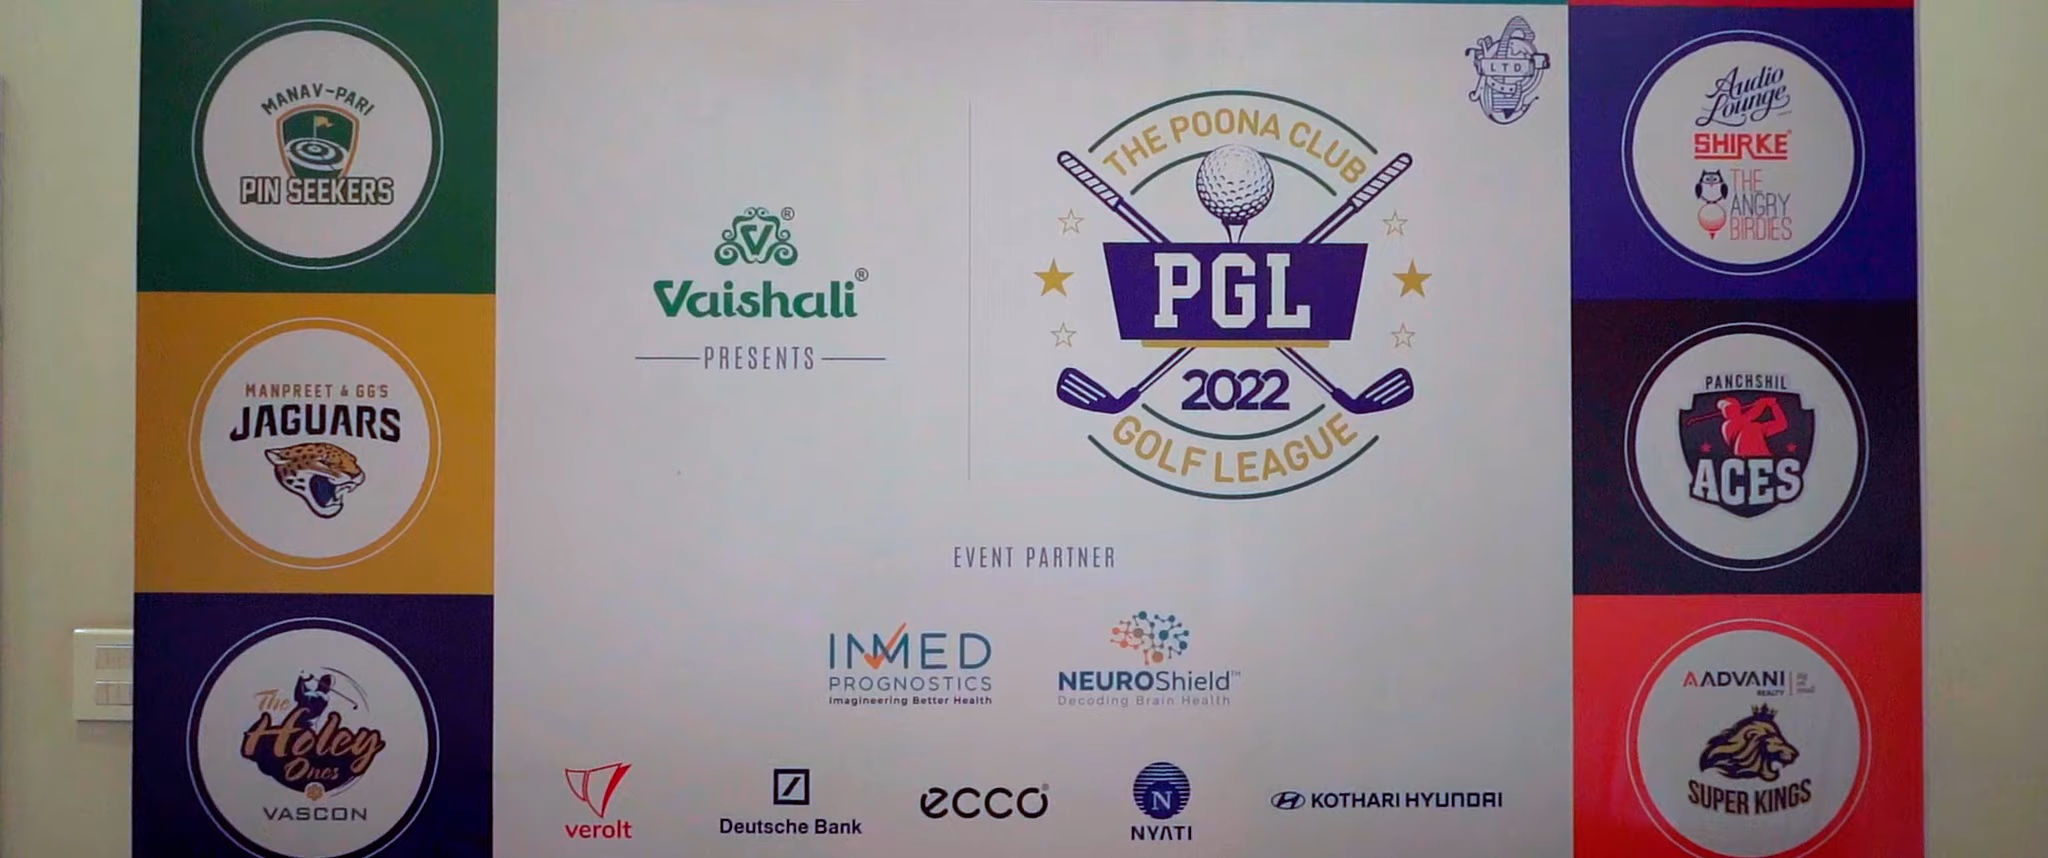 MANAV-PARI
PIN SEEKERS
MANPREET & GG'S
JAGUARS
The
Holey
Ones
VASCON
Vaishali®
PRESENTS
THE POONA CLUB
PGL
2022
GOLF LEAGUE
LTD
EVENT PARTNER
INMED
PROGNOSTICS
Imagineering Better Health
NEUROShield™
Decoding Brain Health
verolt
Deutsche Bank
ecco
NYATI
KOTHARI HYUNDAI
Audio
Lounge
SHIRKE
THE
ANGRY
BIRDIES
PANCHSHIL
ACES
AADVANI
REALTY
SUPER KINGS